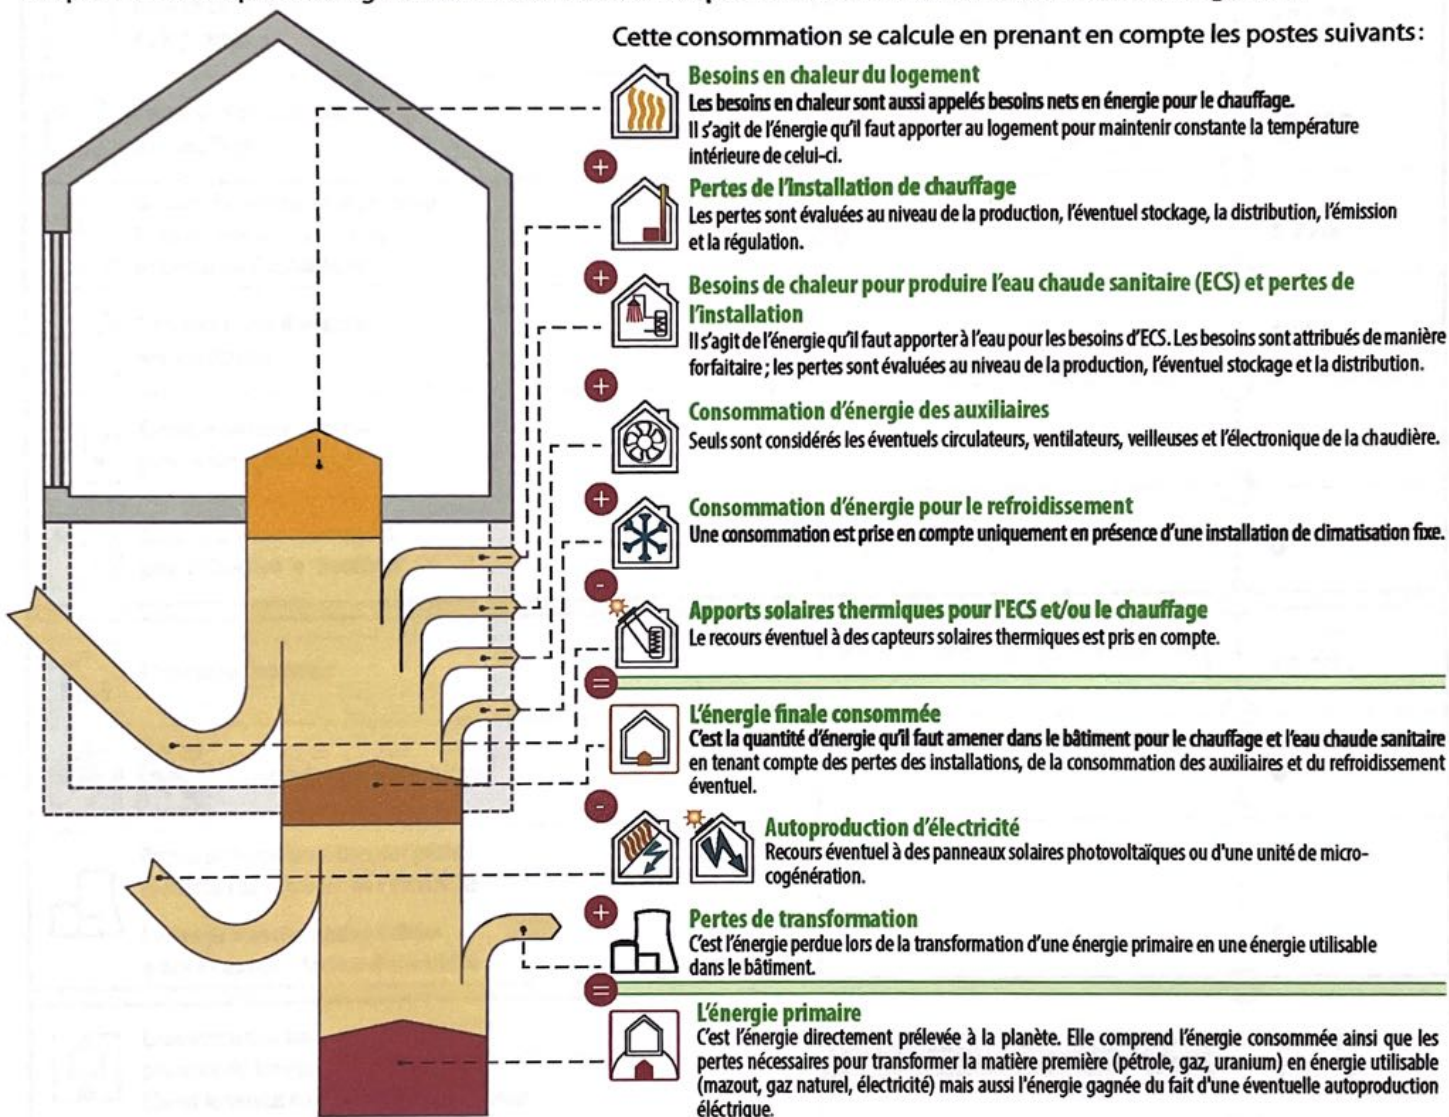 Cette consommation se calcule en prenant en compte les postes suivants:
Besoins en chaleur du logement
Les besoins en chaleur sont aussi appelés besoins nets en énergie pour le chauffage.
Il s'agit de l'énergie qu'il faut apporter au logement pour maintenir constante la température
intérieure de celui-ci.
+
Pertes de l'installation de chauffage
Les pertes sont évaluées au niveau de la production, l'éventuel stockage, la distribution, l'émission
et la régulation.
+
Besoins de chaleur pour produire l'eau chaude sanitaire (ECS) et pertes de
l'installation
Il s'agit de l'énergie qu'il faut apporter à l'eau pour les besoins d'ECS. Les besoins sont attribués de manière
forfaitaire ; les pertes sont évaluées au niveau de la production, l'éventuel stockage et la distribution.
+
Consommation d'énergie des auxiliaires
Seuls sont considérés les éventuels circulateurs, ventilateurs, veilleuses et l'électronique de la chaudière.
+
Consommation d'énergie pour le refroidissement
Une consommation est prise en compte uniquement en présence d'une installation de climatisation fixe.
-
Apports solaires thermiques pour l'ECS et/ou le chauffage
Le recours éventuel à des capteurs solaires thermiques est pris en compte.
=
L'énergie finale consommée
C'est la quantité d'énergie qu'il faut amener dans le bâtiment pour le chauffage et l'eau chaude sanitaire
en tenant compte des pertes des installations, de la consommation des auxiliaires et du refroidissement
éventuel.
-
Autoproduction d'électricité
Recours éventuel à des panneaux solaires photovoltaïques ou d'une unité de micro-
cogénération.
+
Pertes de transformation
C'est l'énergie perdue lors de la transformation d'une énergie primaire en une énergie utilisable
dans le bâtiment.
=
L'énergie primaire
C'est l'énergie directement prélevée à la planète. Elle comprend l'énergie consommée ainsi que les
pertes nécessaires pour transformer la matière première (pétrole, gaz, uranium) en énergie utilisable
(mazout, gaz naturel, électricité) mais aussi l'énergie gagnée du fait d'une éventuelle autoproduction
éléctrique.